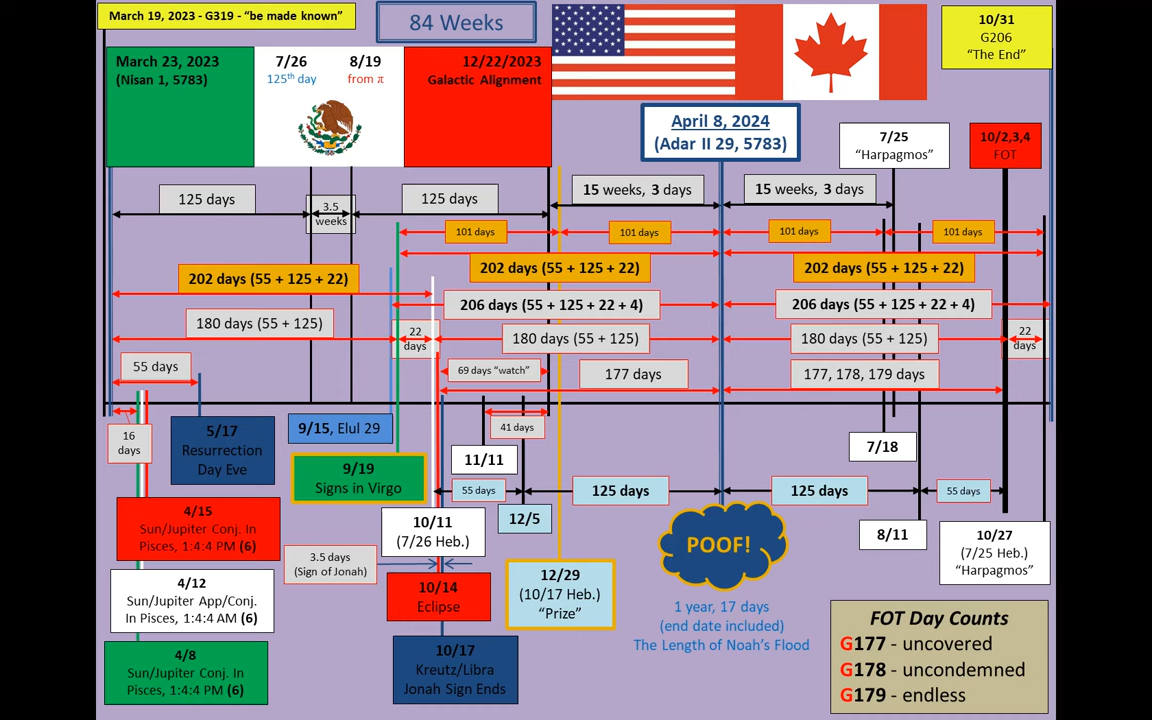 March 19, 2023 - G319 - “be made known”
84 Weeks
10/31
G206
“The End”
March 23, 2023
(Nisan 1, 5783)
7/26
125th day
8/19
from π
12/22/2023
Galactic Alignment
April 8, 2024
(Adar II 29, 5783)
7/25
“Harpagmos”
10/2,3,4
FOT
125 days
3.5
weeks
125 days
15 weeks, 3 days
15 weeks, 3 days
101 days
101 days
101 days
101 days
202 days (55 + 125 + 22)
202 days (55 + 125 + 22)
202 days (55 + 125 + 22)
206 days (55 + 125 + 22 + 4)
206 days (55 + 125 + 22 + 4)
180 days (55 + 125)
22
days
180 days (55 + 125)
180 days (55 + 125)
22
days
55 days
69 days “watch”
177 days
177, 178, 179 days
16
days
5/17
Resurrection
Day Eve
9/15, Elul 29
41 days
9/19
Signs in Virgo
11/11
7/18
55 days
125 days
125 days
55 days
4/15
Sun/Jupiter Conj. In
Pisces, 1:4:4 PM (6)
10/11
(7/26 Heb.)
12/5
8/11
10/27
(7/25 Heb.)
“Harpagmos”
POOF!
3.5 days
(Sign of Jonah)
4/12
Sun/Jupiter App/Conj.
In Pisces, 1:4:4 AM (6)
10/14
Eclipse
12/29
(10/17 Heb.)
“Prize”
1 year, 17 days
(end date included)
The Length of Noah’s Flood
4/8
Sun/Jupiter Conj. In
Pisces, 1:4:4 PM (6)
10/17
Kreutz/Libra
Jonah Sign Ends
FOT Day Counts
G177 - uncovered
G178 - uncondemned
G179 - endless